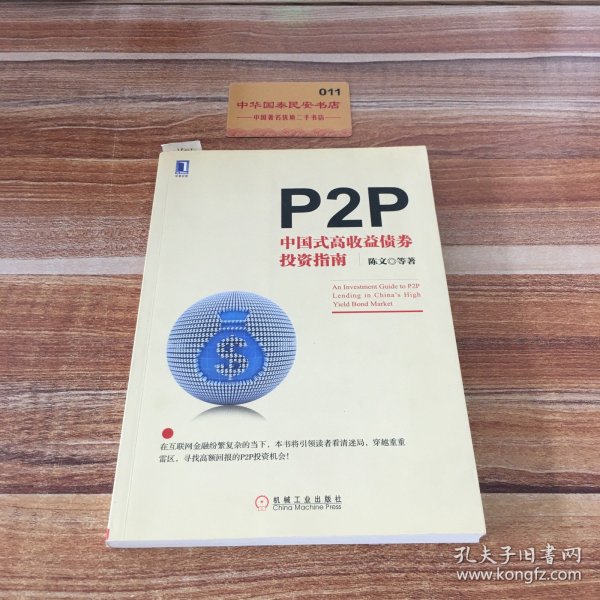 011
中华国泰民安书店
中国著名优质二手书店
P2P
中国式高收益债券
投资指南
陈文◎等著
An Investment Guide to P2P
Lending in China's High
Yield Bond Market
$
在互联网金融纷繁复杂的当下，本书将引领读者看清迷局，穿越重重
雷区，寻找高额回报的P2P投资机会！
机械工业出版社
China Machine Press
孔夫子旧书网
www.kongfz.com